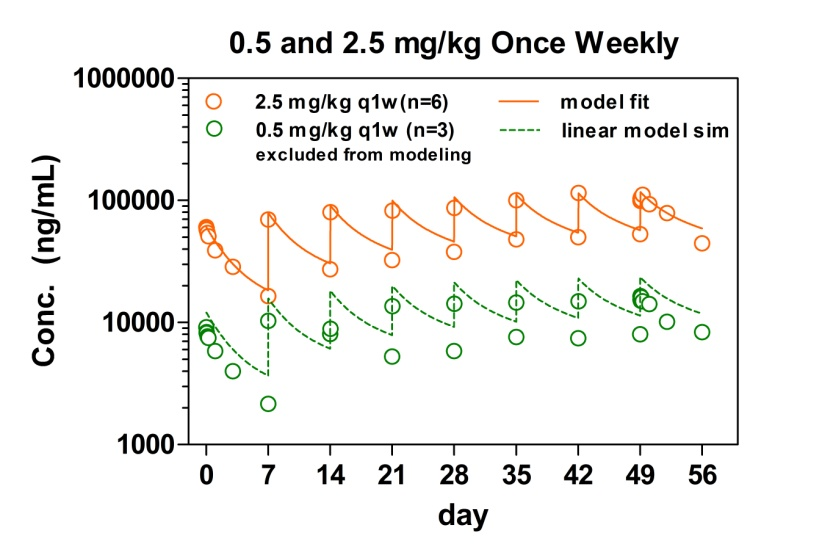 0.5 and 2.5 mg/kg Once Weekly
1000000
2.5 mg/kg q1w(n=6)
model fit
0.5 mg/kg q1w (n=3)
linear model sim
excluded from modeling
100000
10000
1000
Conc. (ng/mL)
0 7 14 21 28 35 42 49 56
day